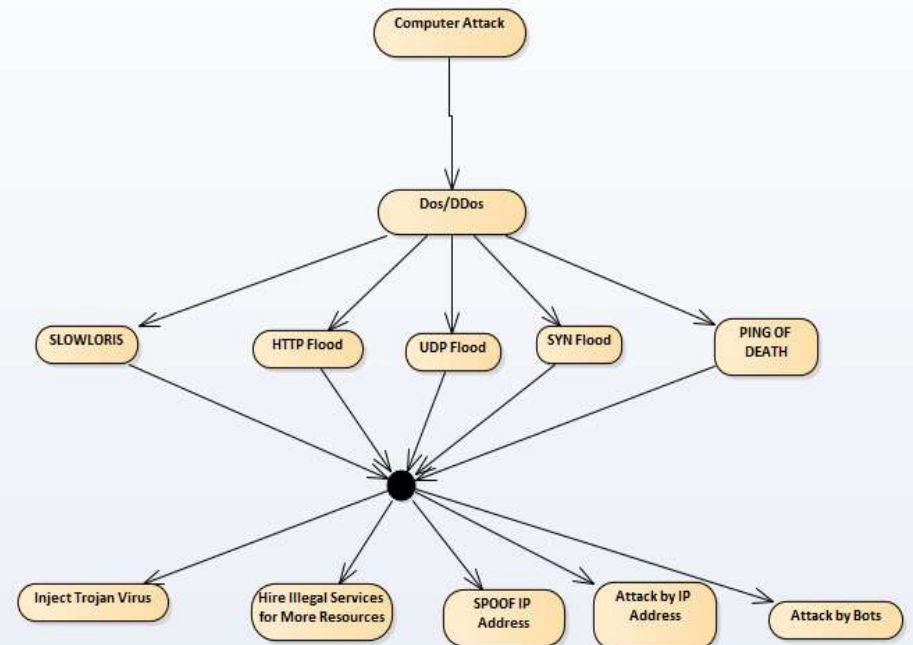 Computer Attack
Dos/DDos
SLOWLORIS
HTTP Flood
UDP Flood
SYN Flood
PING OF
DEATH
Inject Trojan Virus
Hire Illegal Services
for More Resources
SPOOF IP
Address
Attack by IP
Address
Attack by Bots